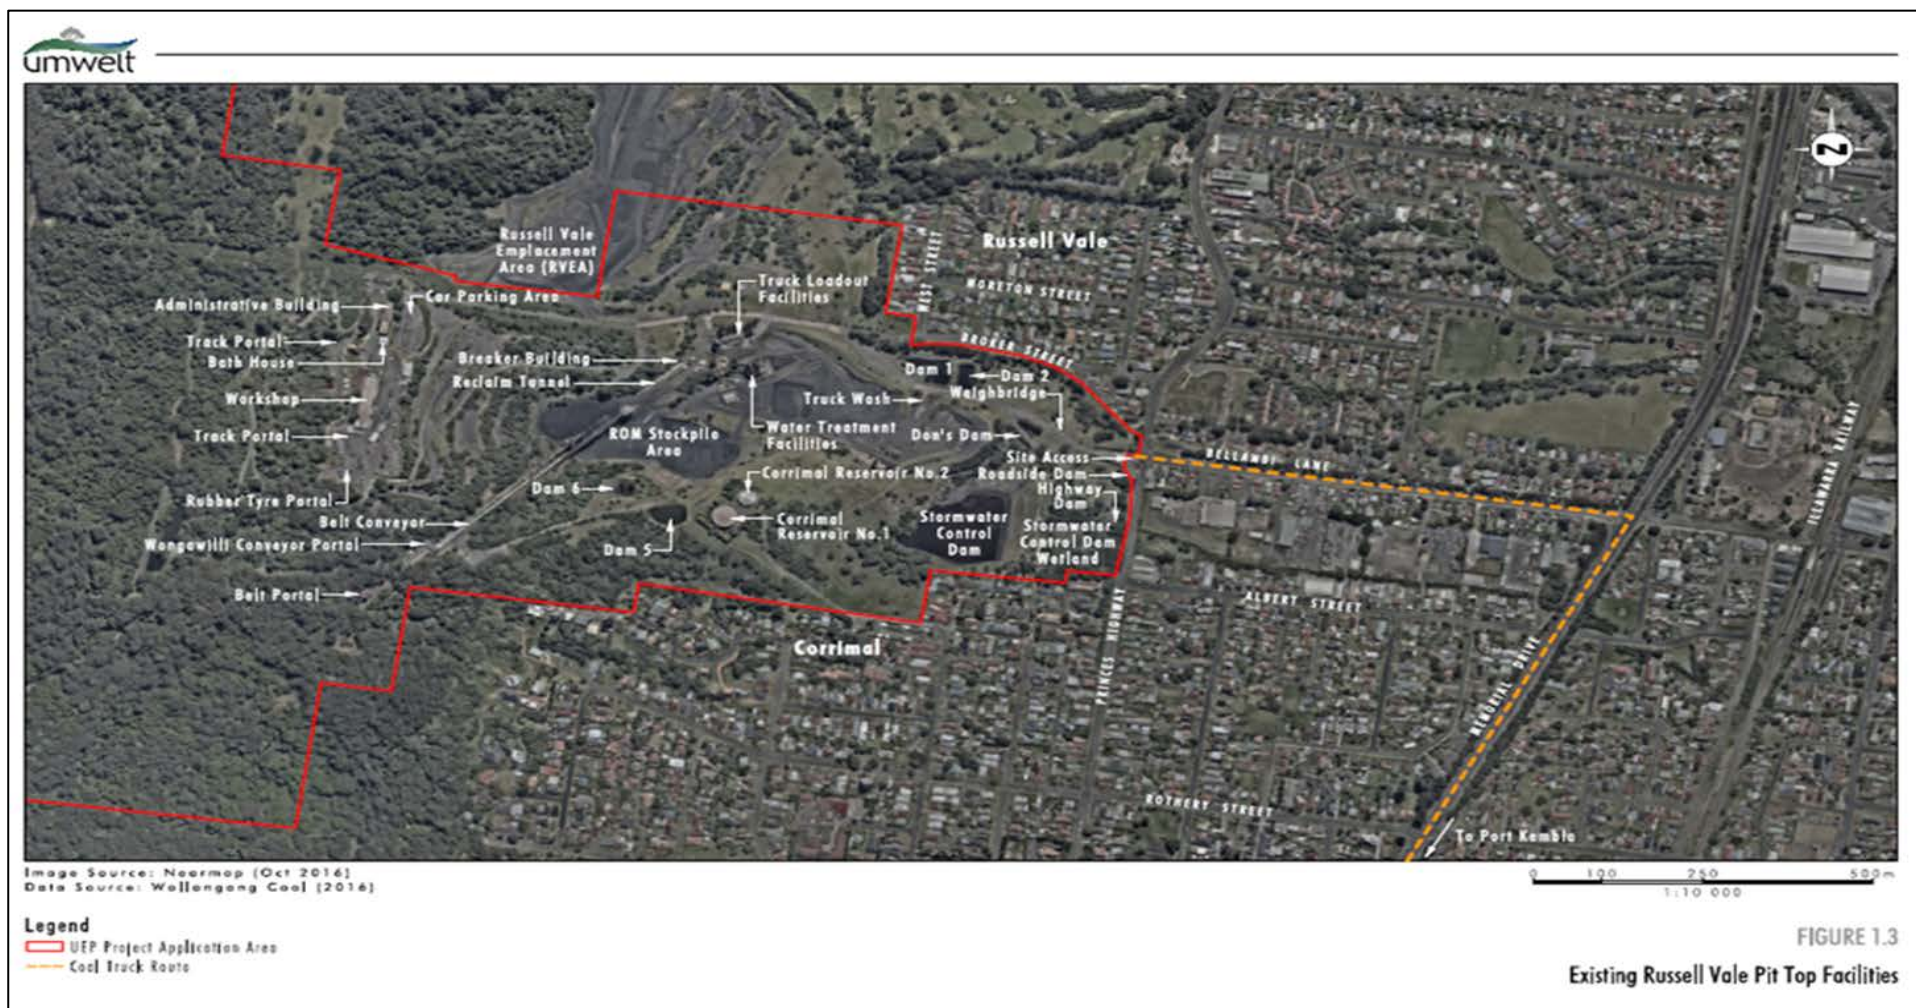 umwelt
Z
Russell Vale
Emplacement
Area (RVEA)
Russell Vale
WEST STREET
MORETON STREET
Truck Loadout
Facilities
Administrative Building
Car Parking Area
Track Portal
Bath House
BROKER STREET
Breaker Building
Reclaim Tunnel
Dam 1
Dam 2
Weighbridge
Workshop
Truck Wash
Track Portal
ROM Stockpile
Area
Water Treatment
Facilities
Don's Dam
Site Access
BELLAMBI LANE
Roadside Dam
Highway
Dam
Corrimal Reservoir No.2
Dam 6
Rubber Tyre Portal
Belt Conveyor
Corrimal
Reservoir No.1
Stormwater
Control
Dam
Stormwater
Control Dam
Wetland
Wongawilli Conveyor Portal
Dam 5
Belt Portal
ILLAWARRA RAILWAY
ALBERT STREET
Corrimal
PRINCES HIGHWAY
MEMORIAL DRIVE
ROTHERY STREET
To Port Kembla
Image Source: Nearmap (Oct 2016)
Data Source: Wollongong Coal (2016)
0 100 250 500m
1:10 000
Legend
UEP Project Application Area
Coal Truck Route
FIGURE 1.3
Existing Russell Vale Pit Top Facilities